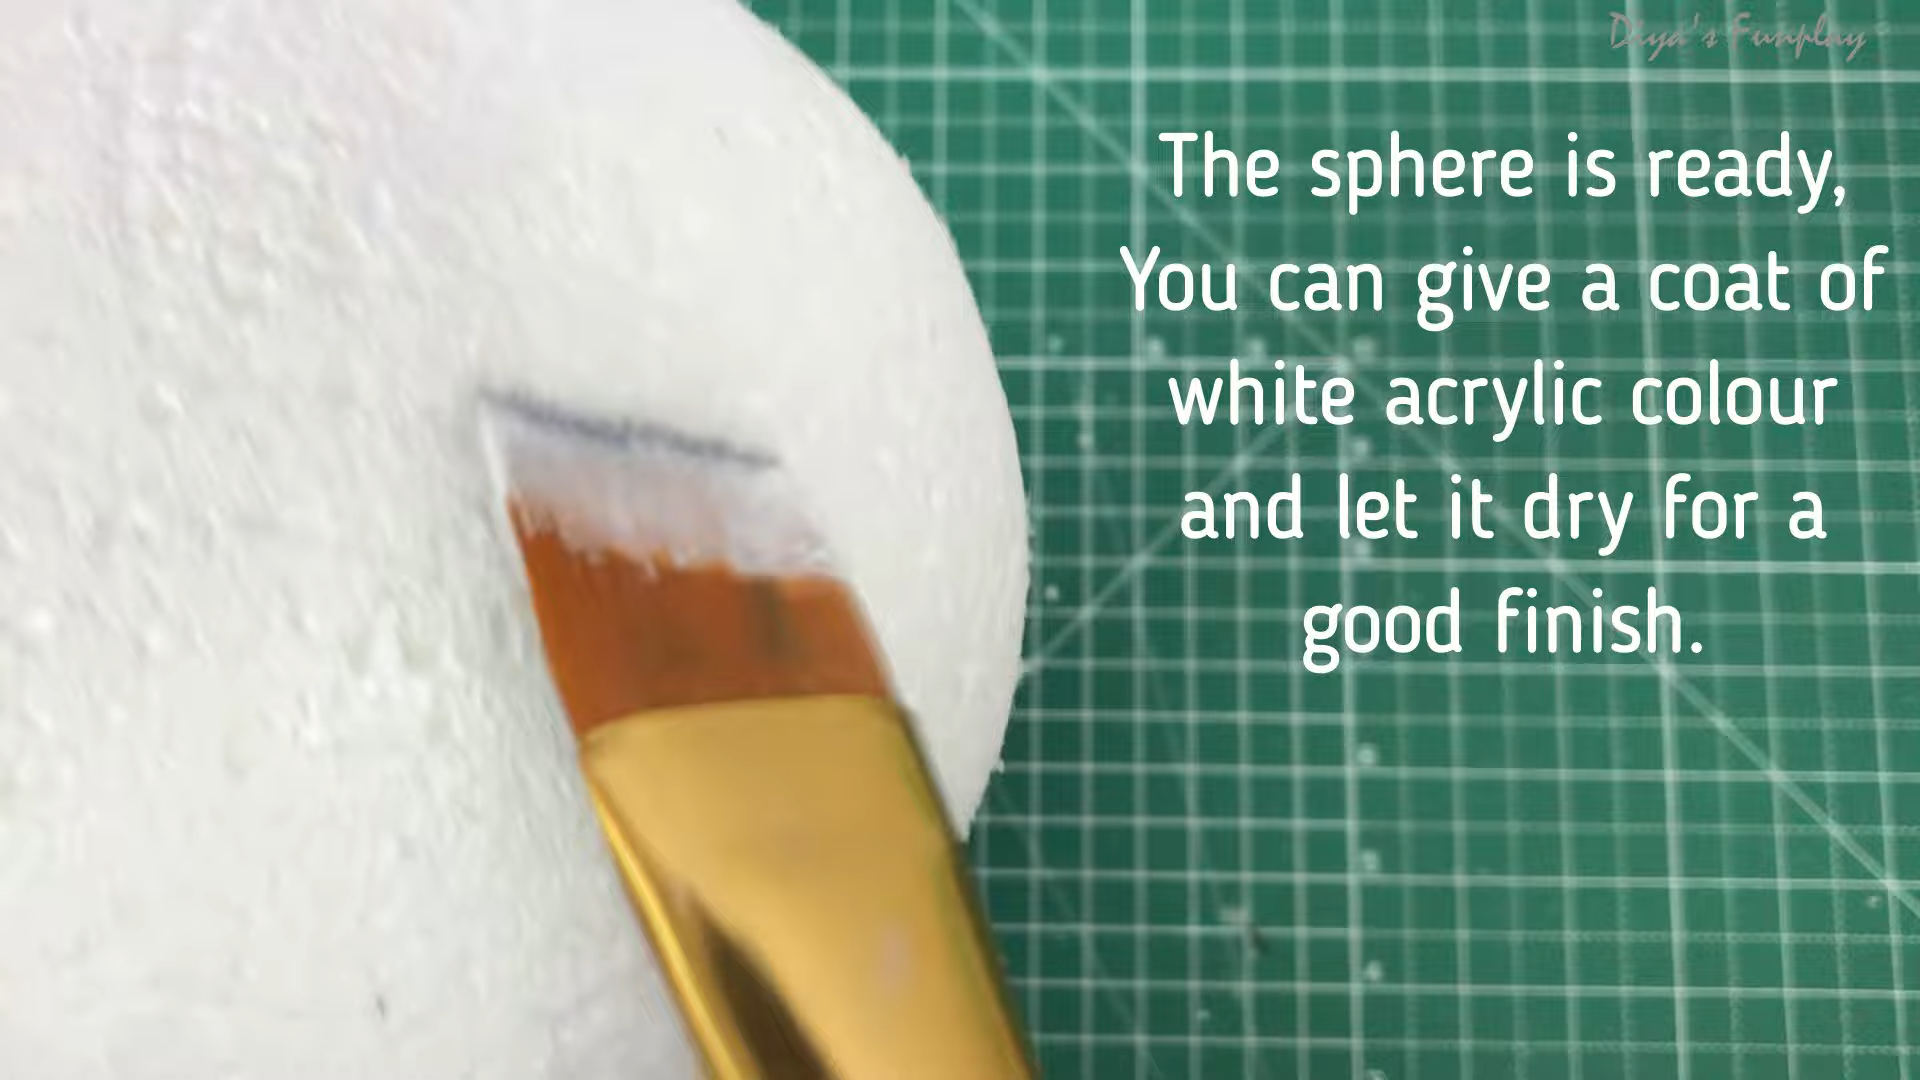 Diya's Funplay
The sphere is ready,
You can give a coat of
white acrylic colour
and let it dry for a
good finish.